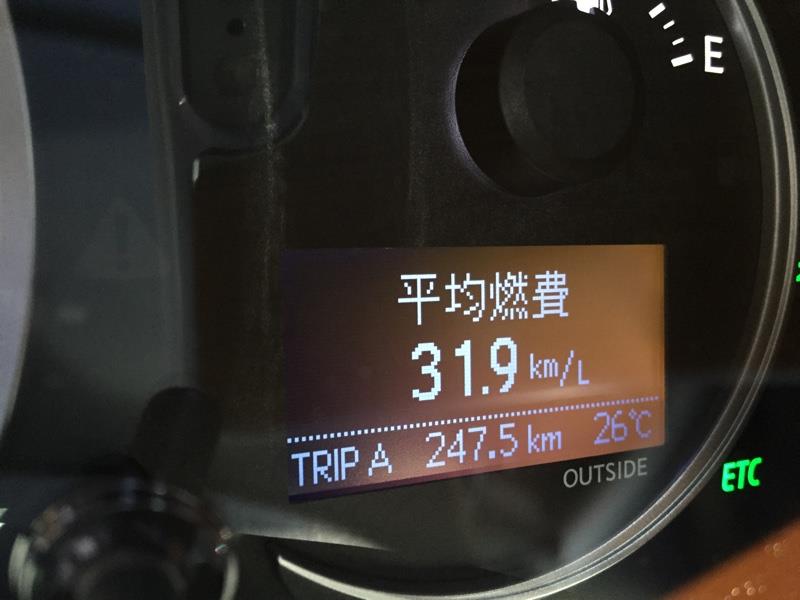 E
平均燃費
31.9 km/L
TRIP A 247.5 km 26℃
OUTSIDE
ETC